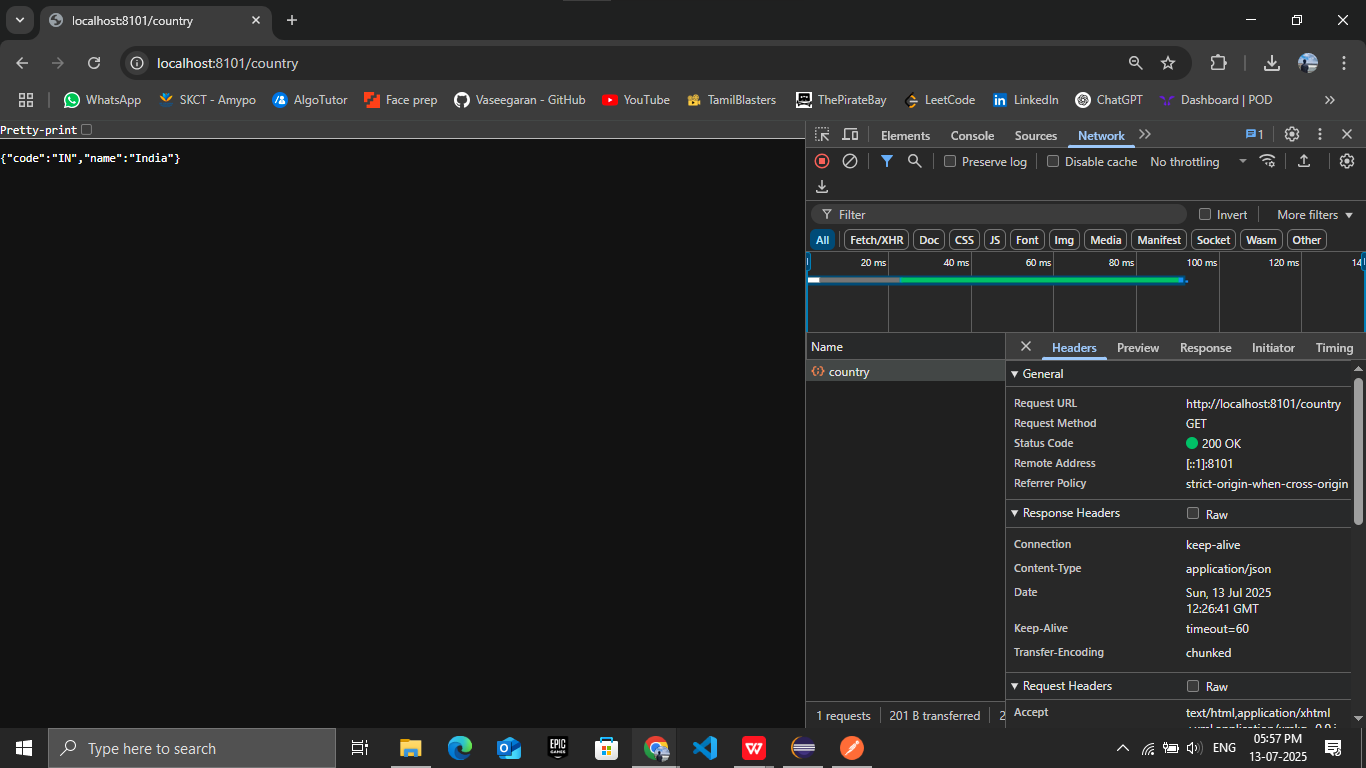 localhost:8101/country
localhost:8101/country
WhatsApp
SKCT - Amypo
AlgoTutor
Face prep
Vaseegaran - GitHub
YouTube
TamilBlasters
ThePirateBay
LeetCode
LinkedIn
ChatGPT
Dashboard | POD
Pretty-print
{"code":"IN","name":"India"}
Elements Console Sources Network
1
Preserve log Disable cache No throttling
Filter
Invert
More filters
All Fetch/XHR Doc CSS JS Font Img Media Manifest Socket Wasm Other
20 ms 40 ms 60 ms 80 ms 100 ms 120 ms 14
Name
country
Headers Preview Response Initiator Timing
General
Request URL http://localhost:8101/country
Request Method GET
Status Code 200 OK
Remote Address [::1]:8101
Referrer Policy strict-origin-when-cross-origin
Response Headers Raw
Connection keep-alive
Content-Type application/json
Date Sun, 13 Jul 2025
12:26:41 GMT
Keep-Alive timeout=60
Transfer-Encoding chunked
Request Headers Raw
Accept text/html,application/xhtml
1 requests 201 B transferred 2
Type here to search
EPIC
GAMES
ENG
05:57 PM
13-07-2025